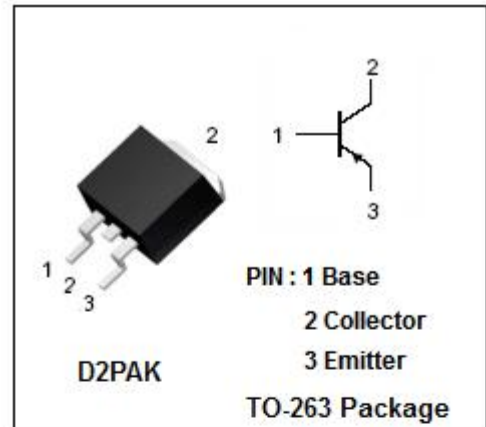 2
1
3
2
1
2
3
D2PAK
PIN : 1 Base
2 Collector
3 Emitter
TO-263 Package